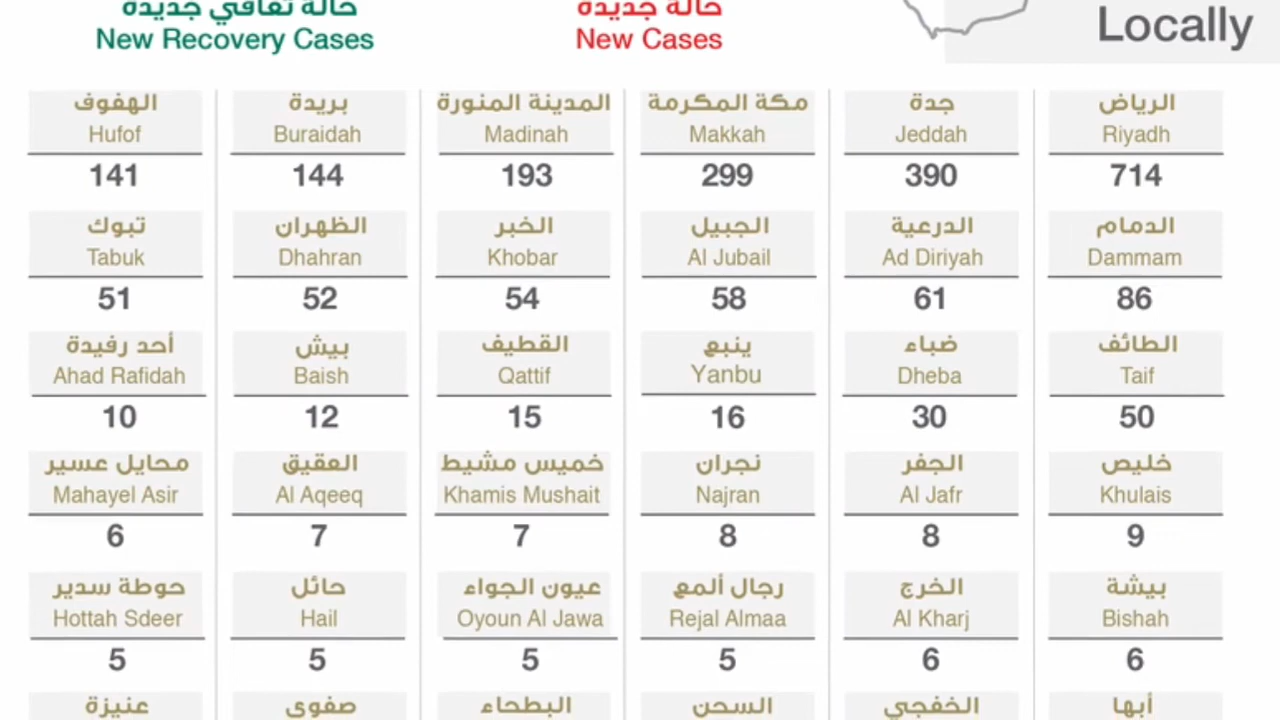 حالة تعافي جديدة
New Recovery Cases
حالة جديدة
New Cases
Locally
الرياض
Riyadh
714
جدة
Jeddah
390
مكة المكرمة
Makkah
299
المدينة المنورة
Madinah
193
بريدة
Buraidah
144
الهفوف
Hufof
141
الدمام
Dammam
86
الدرعية
Ad Diriyah
61
الجبيل
Al Jubail
58
الخبر
Khobar
54
الظهران
Dhahran
52
تبوك
Tabuk
51
الطائف
Taif
50
ضباء
Dheba
30
ينبع
Yanbu
16
القطيف
Qattif
15
بيش
Baish
12
أحد رفيدة
Ahad Rafidah
10
خليص
Khulais
9
الجفر
Al Jafr
8
نجران
Najran
8
خميس مشيط
Khamis Mushait
7
العقيق
Al Aqeeq
7
محايل عسير
Mahayel Asir
6
بيشة
Bishah
6
الخرج
Al Kharj
6
رجال ألمع
Rejal Almaa
5
عيون الجواء
Oyoun Al Jawa
5
حائل
Hail
5
حوطة سدير
Hottah Sdeer
5
أبها
الخفجي
السحن
البطحاء
صفوى
عنيزة